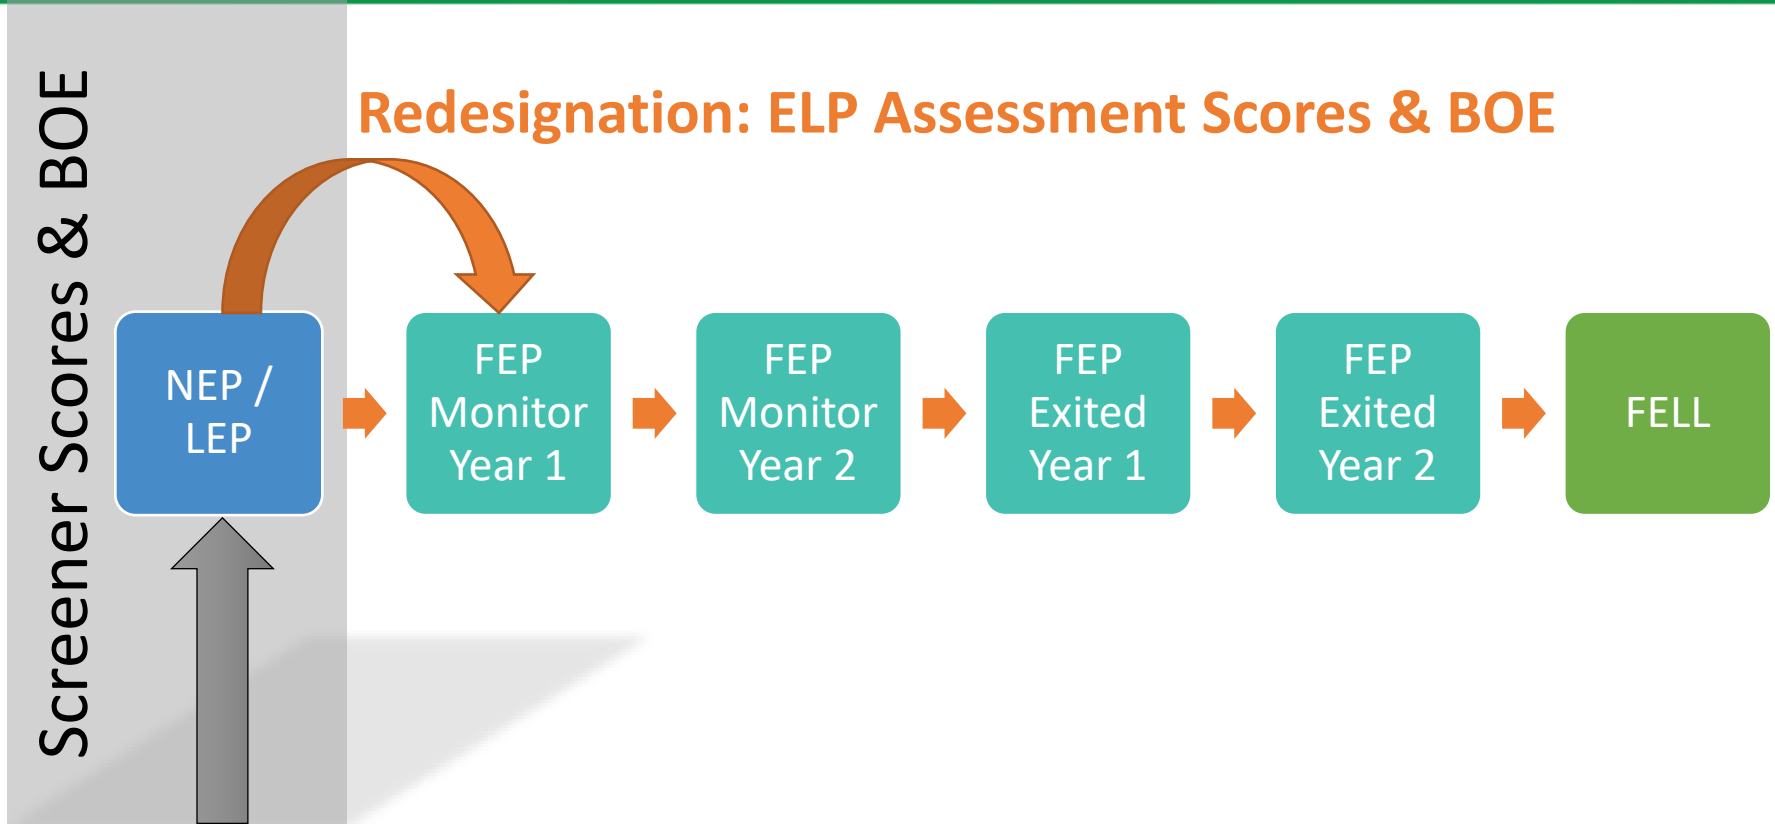 Screener Scores & BOE
Redesignation: ELP Assessment Scores & BOE
NEP /
LEP
FEP
Monitor
Year 1
FEP
Monitor
Year 2
FEP
Exited
Year 1
FEP
Exited
Year 2
FELL